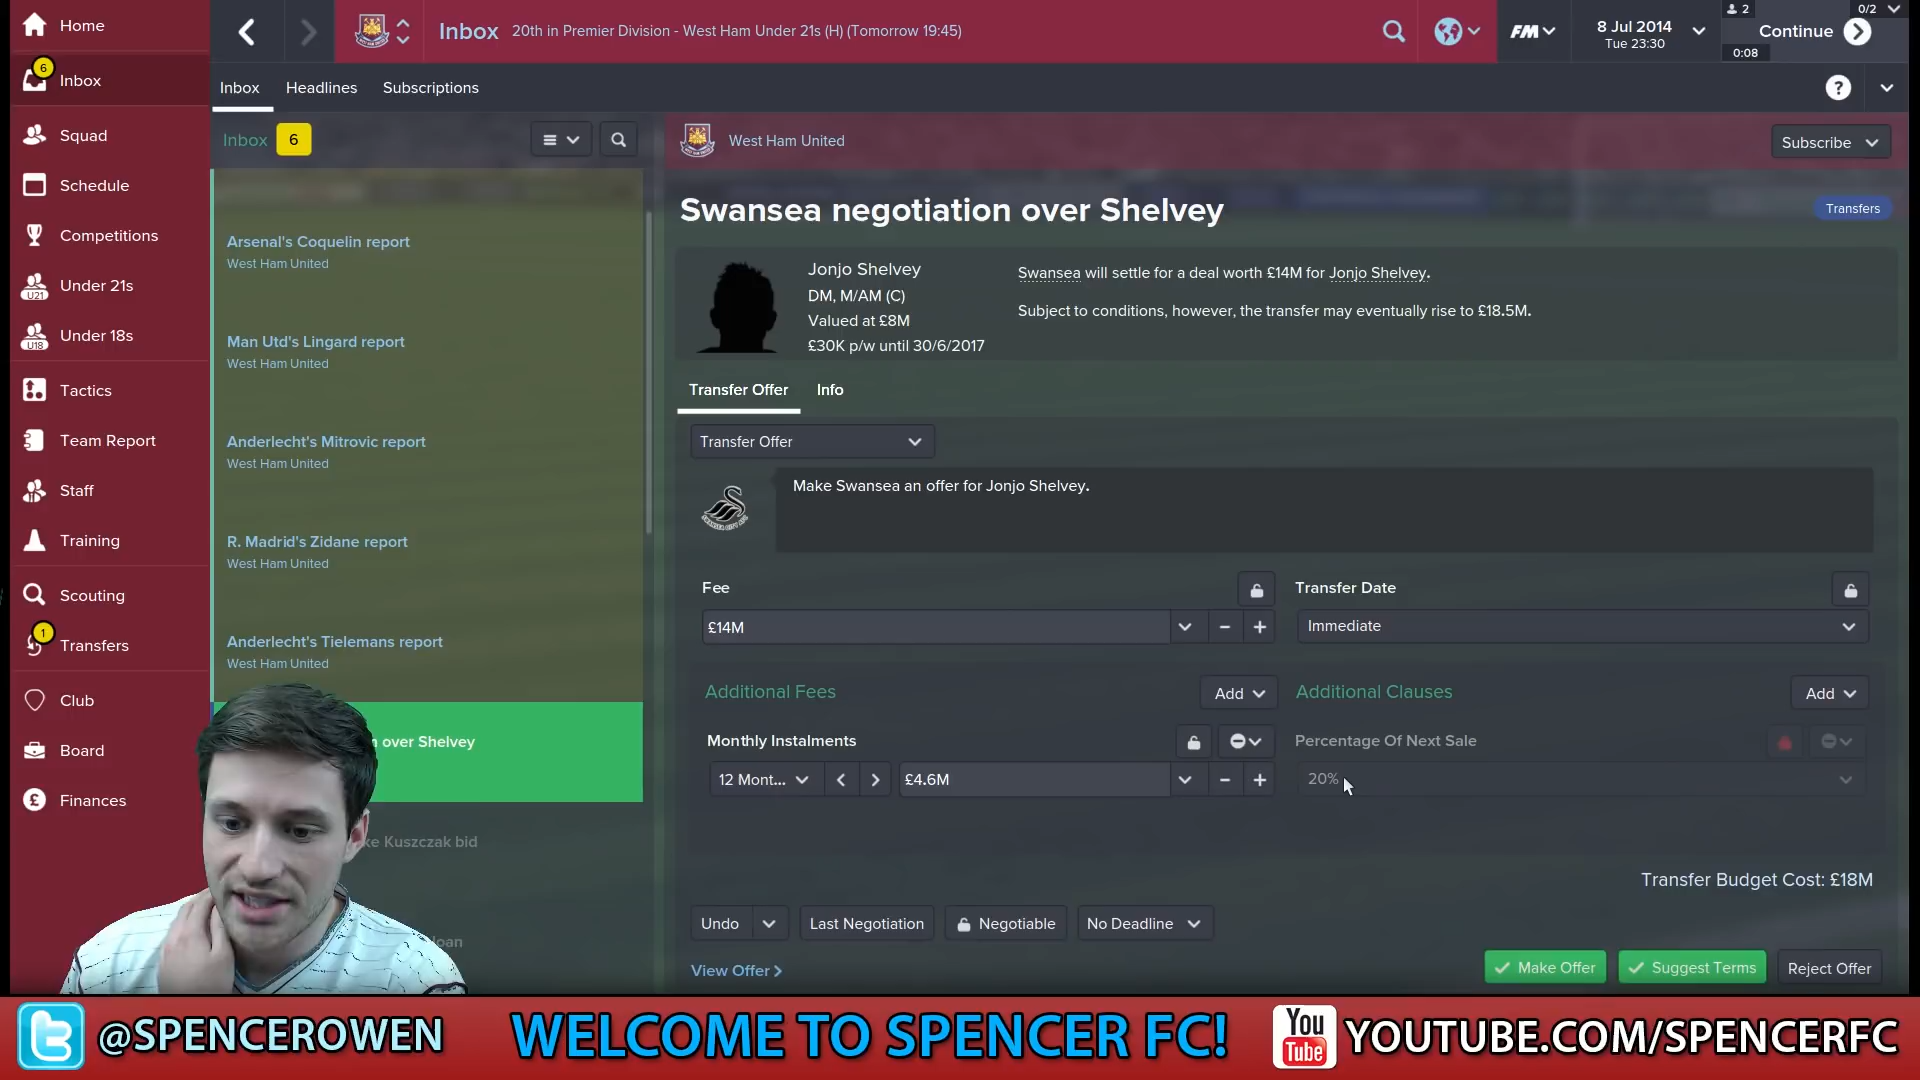 Home
Inbox
6
Squad
Schedule
Competitions
Under 21s
U21
Under 18s
U18
Tactics
Team Report
Staff
Training
Scouting
Transfers
1
Club
Board
Finances
Inbox 20th in Premier Division - West Ham Under 21s (H) (Tomorrow 19:45)
FM
8 Jul 2014
Tue 23:30
2
0/2
Continue
0:08
Inbox Headlines Subscriptions
?
Inbox 6
Arsenal's Coquelin report
West Ham United
Man Utd's Lingard report
West Ham United
Anderlecht's Mitrovic report
West Ham United
R. Madrid's Zidane report
West Ham United
Anderlecht's Tielemans report
West Ham United
over Shelvey
Kuszczak bid
loan
West Ham United
Subscribe
Swansea negotiation over Shelvey
Transfers
Jonjo Shelvey
DM, M/AM (C)
Valued at £8M
£30K p/w until 30/6/2017
Swansea will settle for a deal worth £14M for Jonjo Shelvey.
Subject to conditions, however, the transfer may eventually rise to £18.5M.
Transfer Offer Info
Transfer Offer
Make Swansea an offer for Jonjo Shelvey.
Fee
£14M
Transfer Date
Immediate
Additional Fees
Add
Additional Clauses
Add
Monthly Instalments
12 Mont...
£4.6M
Percentage Of Next Sale
20%
Transfer Budget Cost: £18M
Undo
Last Negotiation
Negotiable
No Deadline
View Offer >
Make Offer
Suggest Terms
Reject Offer
@SPENCEROWEN
WELCOME TO SPENCER FC!
You
Tube
YOUTUBE.COM/SPENCERFC